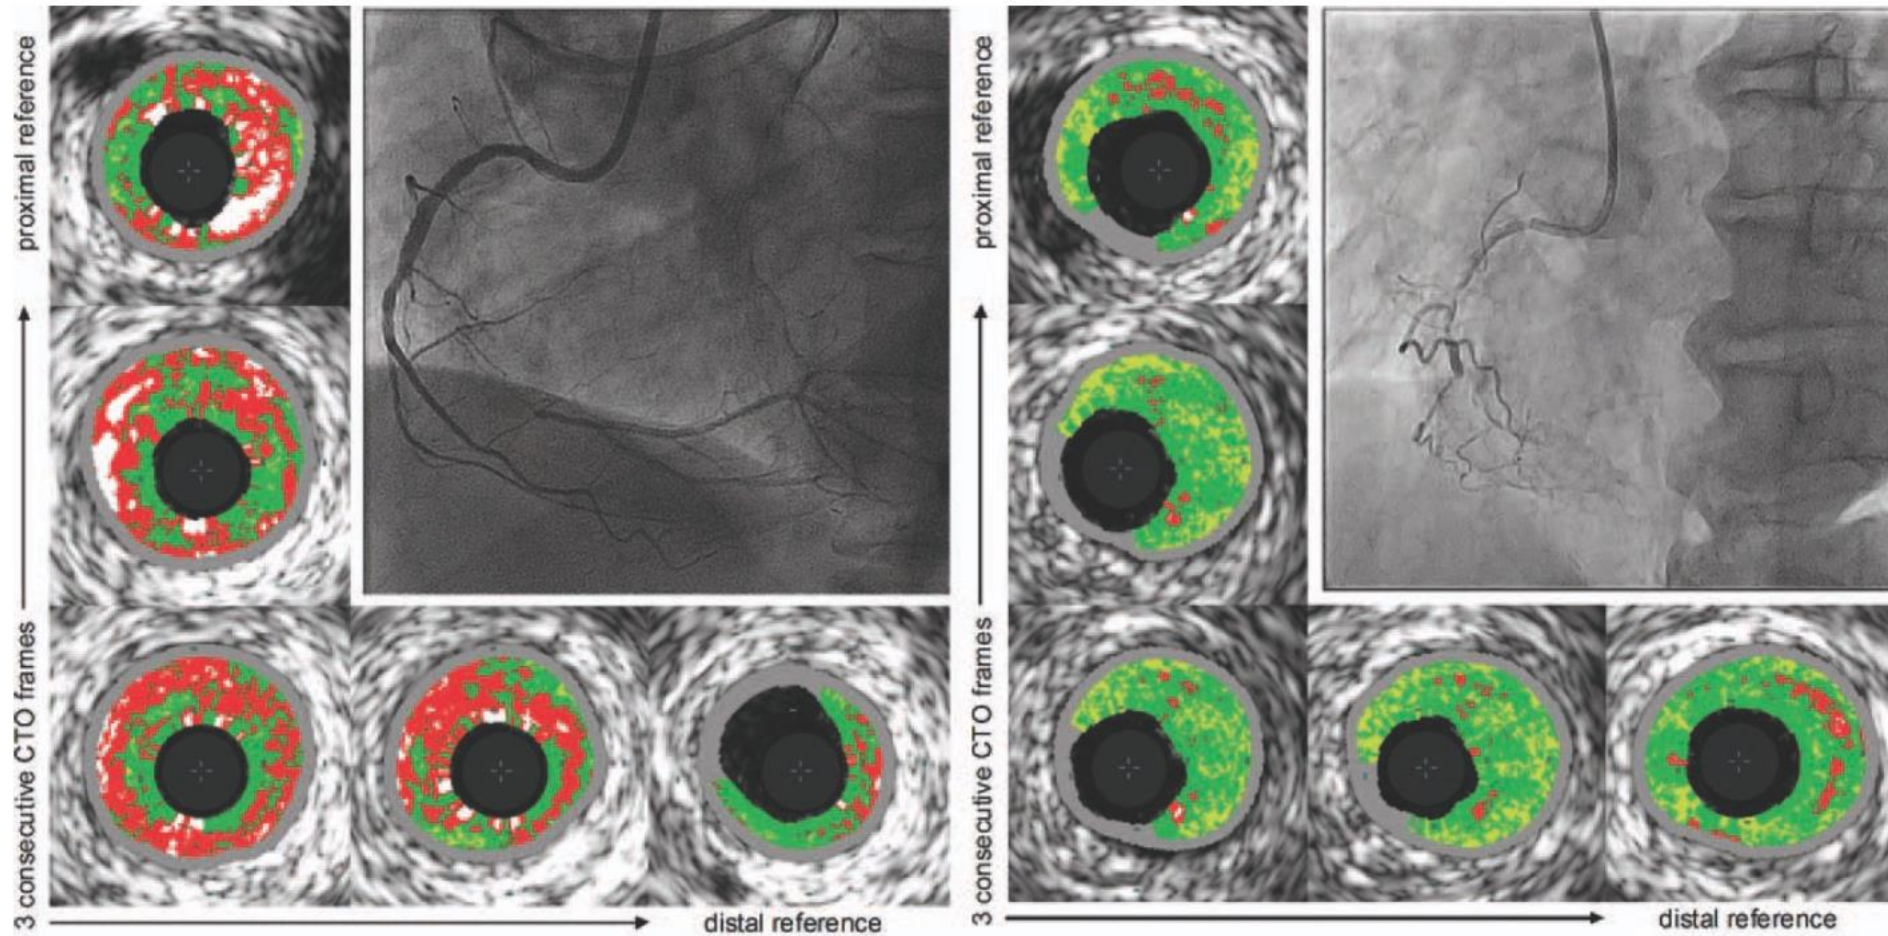 proximal reference
3 consecutive CTO frames
distal reference
proximal reference
3 consecutive CTO frames
distal reference